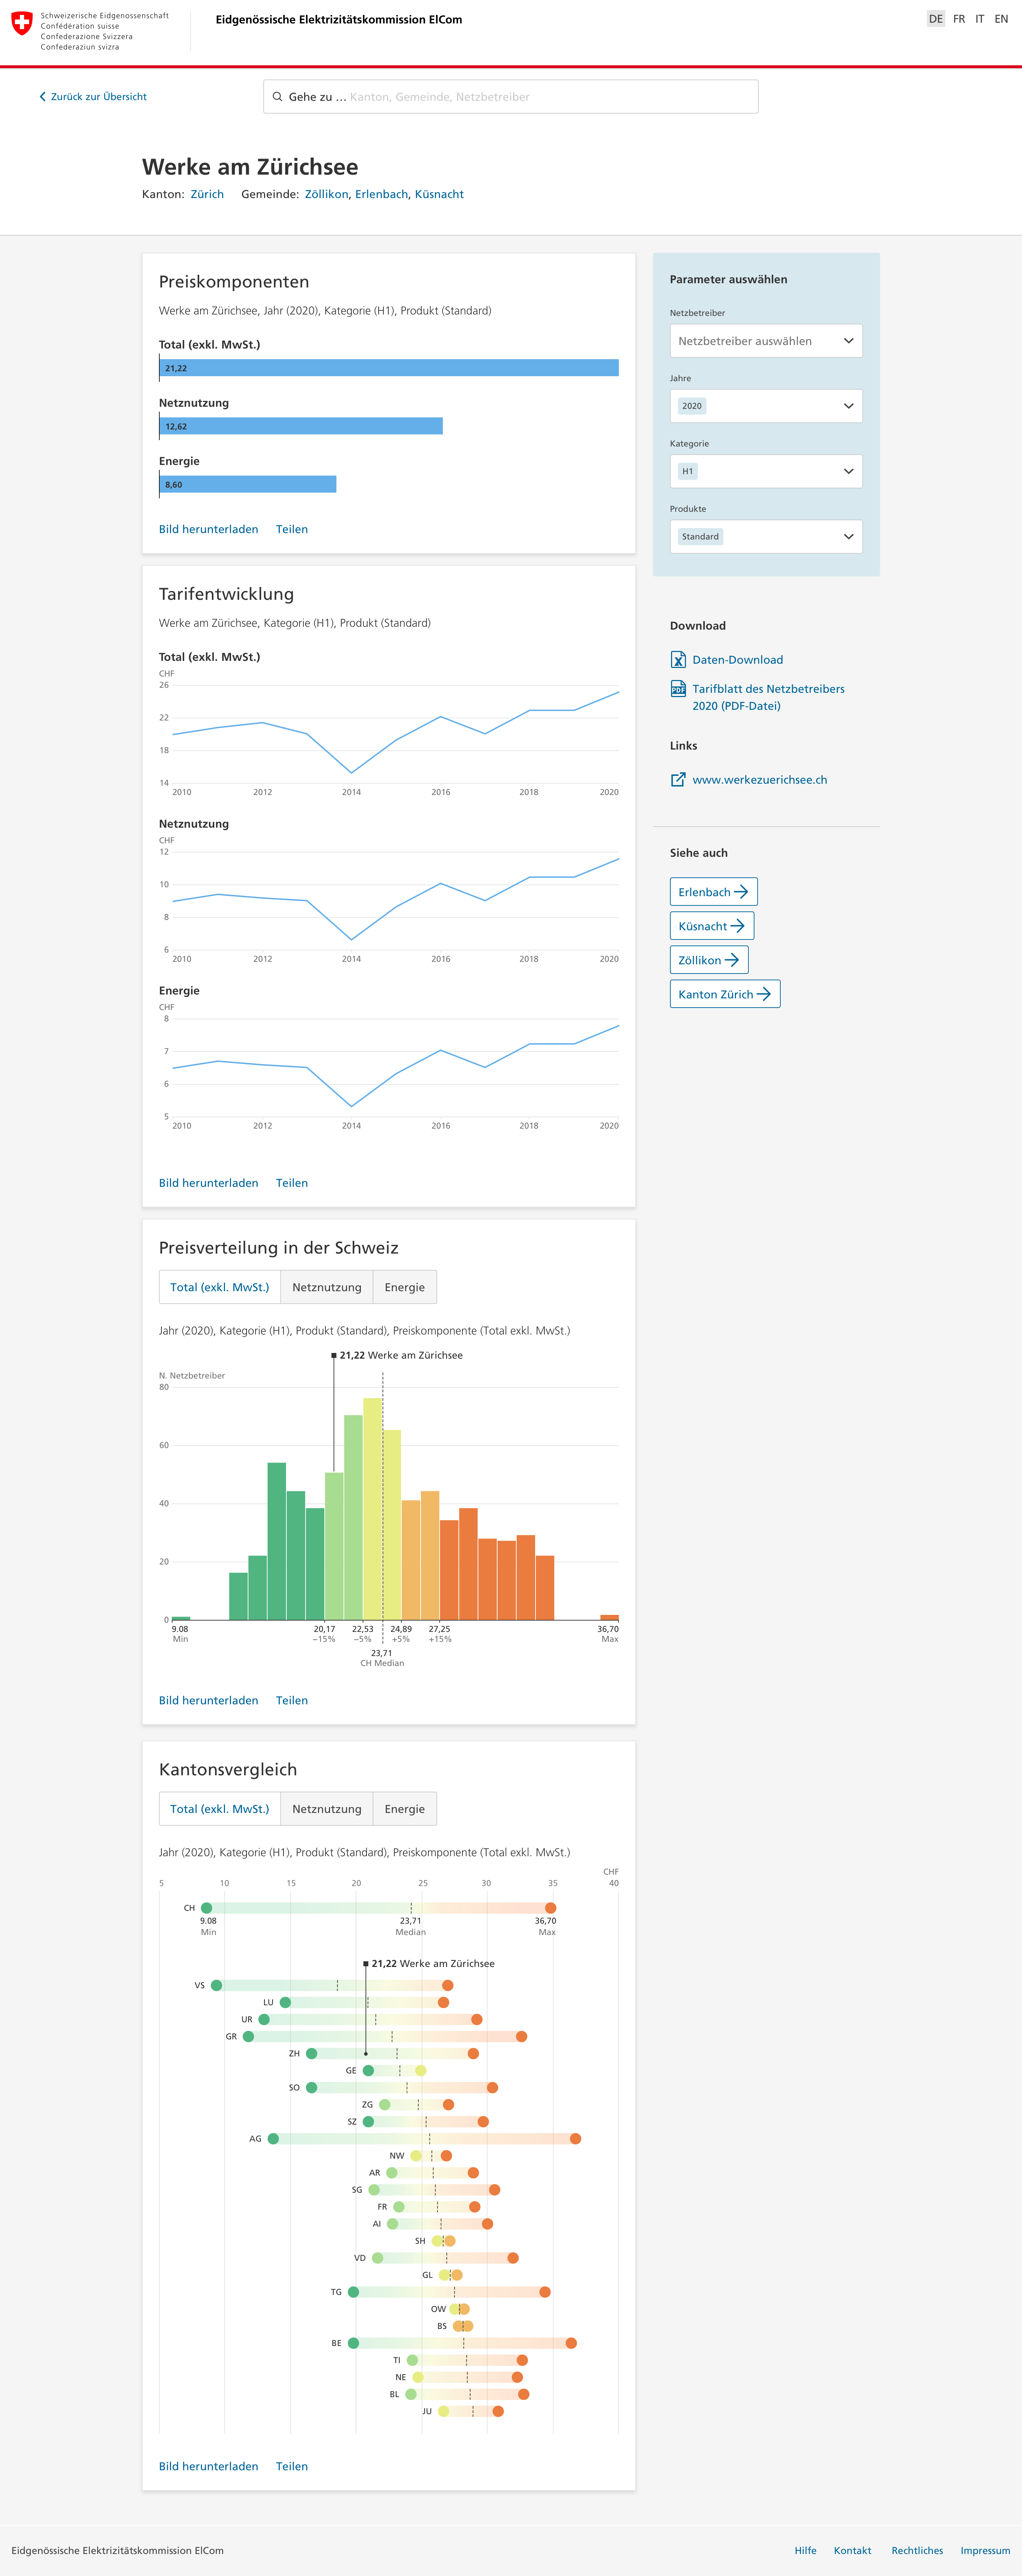 Schweizerische Eidgenossenschaft
Confédération suisse
Confederazione Svizzera
Confederaziun svizra
Eidgenössische Elektrizitätskommission ElCom
DE FR IT EN
Zurück zur Übersicht
Gehe zu … Kanton, Gemeinde, Netzbetreiber
Werke am Zürichsee
Kanton: Zürich Gemeinde: Zöllikon, Erlenbach, Küsnacht
Preiskomponenten
Werke am Zürichsee, Jahr (2020), Kategorie (H1), Produkt (Standard)
Total (exkl. MwSt.)
21,22
Netznutzung
12,62
Energie
8,60
Bild herunterladen Teilen
Parameter auswählen
Netzbetreiber
Netzbetreiber auswählen
Jahre
2020
Kategorie
H1
Produkte
Standard
Download
Daten-Download
PDF
Tarifblatt des Netzbetreibers
2020 (PDF-Datei)
Links
www.werkezuerichsee.ch
Siehe auch
Erlenbach
Küsnacht
Zöllikon
Kanton Zürich
Tarifentwicklung
Werke am Zürichsee, Kategorie (H1), Produkt (Standard)
Total (exkl. MwSt.)
CHF
26
22
18
14
2010 2012 2014 2016 2018 2020
Netznutzung
CHF
12
10
8
6
2010 2012 2014 2016 2018 2020
Energie
CHF
8
7
6
5
2010 2012 2014 2016 2018 2020
Bild herunterladen Teilen
Preisverteilung in der Schweiz
Total (exkl. MwSt.) Netznutzung Energie
Jahr (2020), Kategorie (H1), Produkt (Standard), Preiskomponente (Total exkl. MwSt.)
21,22 Werke am Zürichsee
N. Netzbetreiber
80
60
40
20
0
9.08 20,17 22,53 24,89 27,25 36,70
Min −15% −5% +5% +15% Max
23,71
CH Median
Bild herunterladen Teilen
Kantonsvergleich
Total (exkl. MwSt.) Netznutzung Energie
Jahr (2020), Kategorie (H1), Produkt (Standard), Preiskomponente (Total exkl. MwSt.)
CHF
5 10 15 20 25 30 35 40
CH
9.08 23,71 36,70
Min Median Max
21,22 Werke am Zürichsee
VS
LU
UR
GR
ZH
GE
SO
ZG
SZ
AG
NW
AR
SG
FR
AI
SH
VD
GL
TG
OW
BS
BE
TI
NE
BL
JU
Bild herunterladen Teilen
Eidgenössische Elektrizitätskommission ElCom
Hilfe Kontakt Rechtliches Impressum